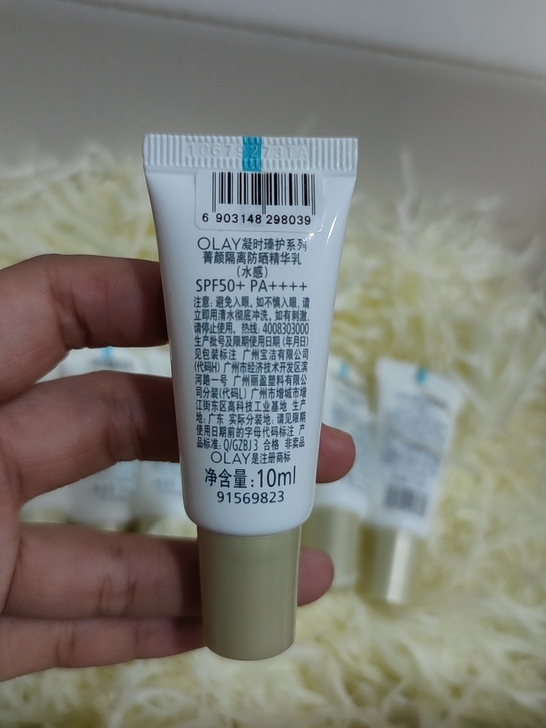 106792731A
6 903148 298039
OLAY凝时臻护系列
菁颜隔离防晒精华乳
(水感)
SPF50+ PA++++
注意: 避免入眼, 如不慎入眼, 请
立即用清水彻底冲洗。如有刺激,
请停止使用。热线: 4008303000
生产批号及限期使用日期 (年月日)
见包装标注 广州宝洁有限公司
(代码H) 广州市经济技术开发区滨
河路一号 广州丽盈塑料有限公
司分装(代码L) 广州市增城市增
江街东区高科技工业基地 生产
地: 广东 实际分装地: 请见限期
使用日期前的字母代码标注 产
品标准: Q/GZBJ 3 合格 非卖品
OLAY是注册商标
净含量: 10ml
91569823